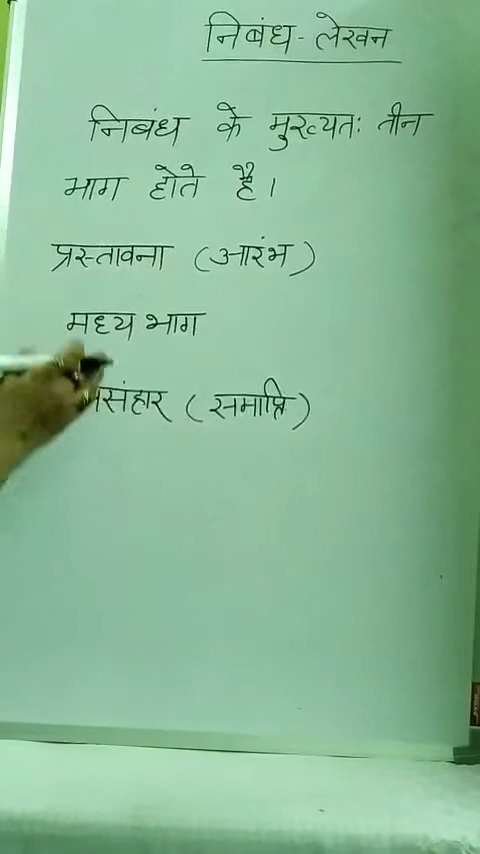 निबंध-लेखन
निबंध के मुख्यतः तीन
भाग होते है।
प्रस्तावना (आरंभ)
मध्य भाग
संहार (समाप्ति)